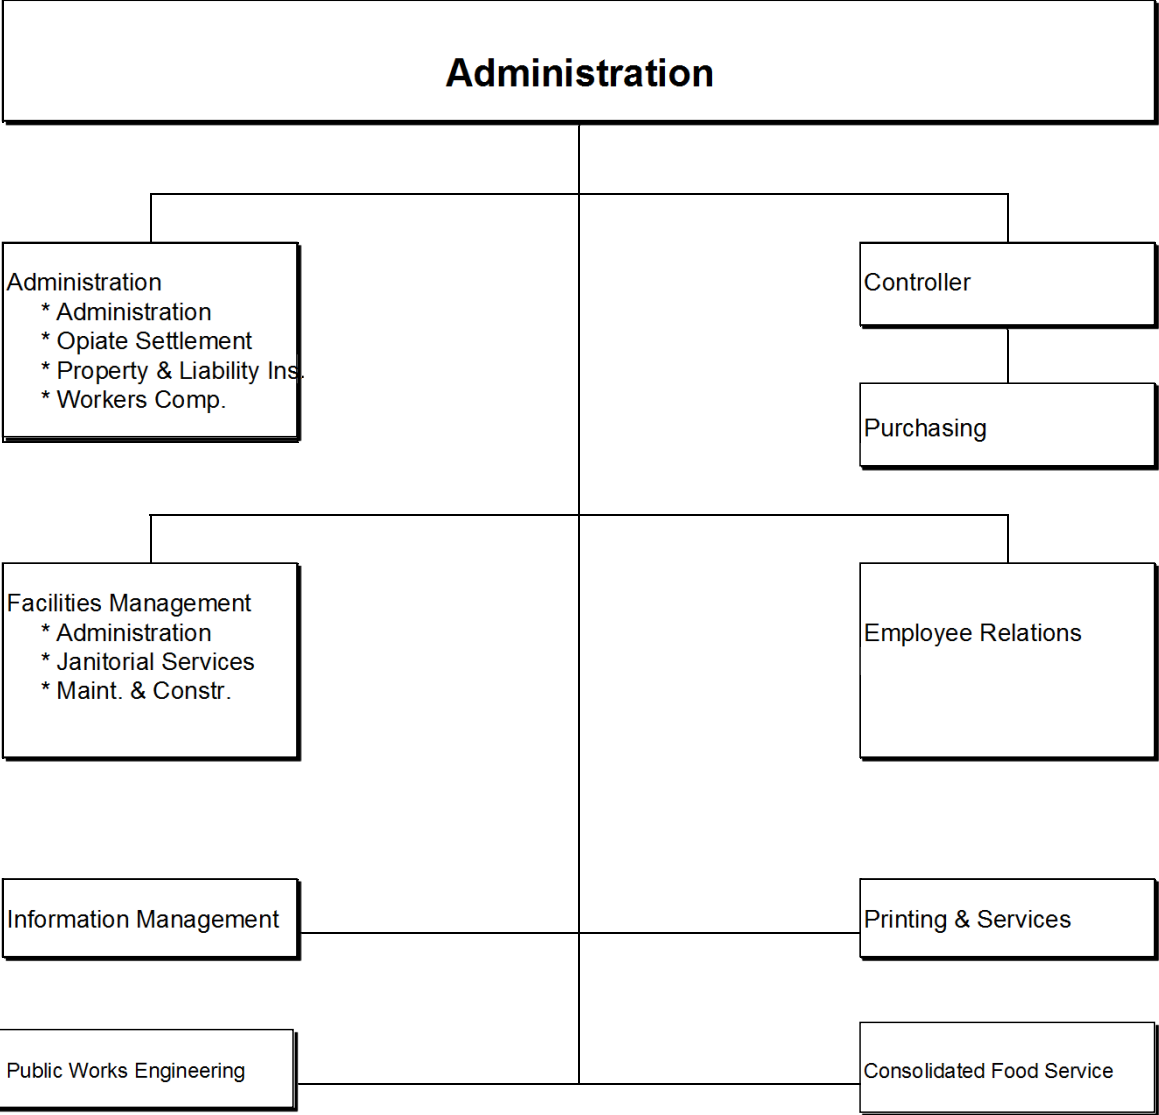 Administration
Administration
* Administration
* Opiate Settlement
* Property & Liability Ins.
* Workers Comp.
Controller
Purchasing
Facilities Management
* Administration
* Janitorial Services
* Maint. & Constr.
Employee Relations
Information Management
Printing & Services
Public Works Engineering
Consolidated Food Service